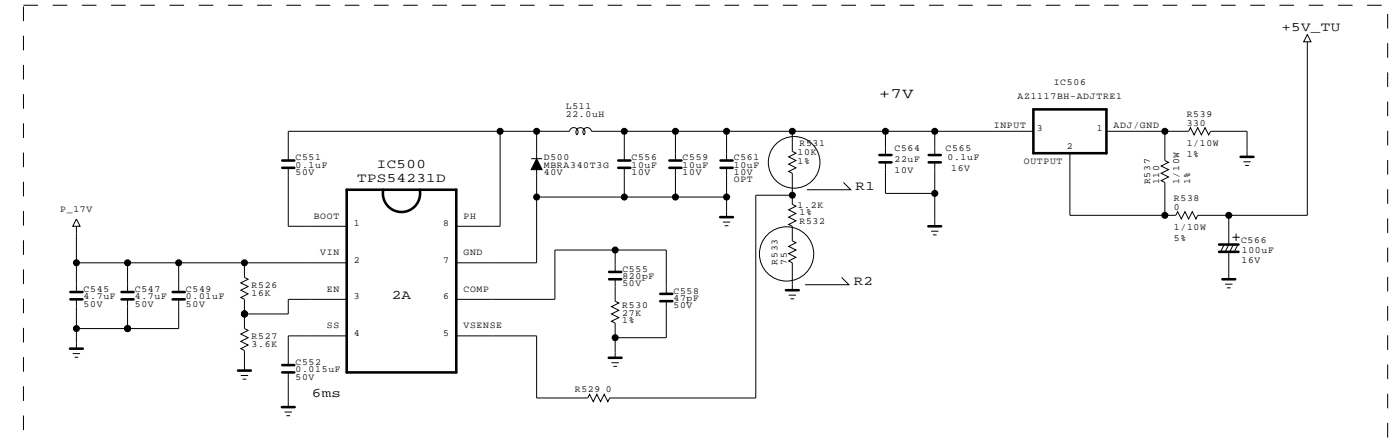 +5V_TU
IC506
AZ1117BH-ADJTRE1
+7V
L511
22.0uH
R539
330
1/10W
1%
INPUT
3
1
ADJ/GND
2
OUTPUT
R531
10K
1%
C551
0.1uF
50V
IC500
TPS54231D
D500
MBRA340T3G
40V
C556
10uF
10V
C559
10uF
10V
C561
10uF
10V
OPT
C564
22uF
10V
C565
0.1uF
16V
R537
110
1/10W
1%
R1
R538
0
1/10W
5%
P_17V
BOOT
1
8
PH
1.2K
1%
R532
VIN
2
7
GND
R533
75
C566
100uF
16V
R2
C545
4.7uF
50V
C547
4.7uF
50V
C549
0.01uF
50V
R526
16K
EN
3
2A
6
COMP
C555
820pF
50V
C558
47pF
50V
R530
27K
1%
SS
4
5
VSENSE
R527
3.6K
C552
0.015uF
50V
6ms
R529 0
+